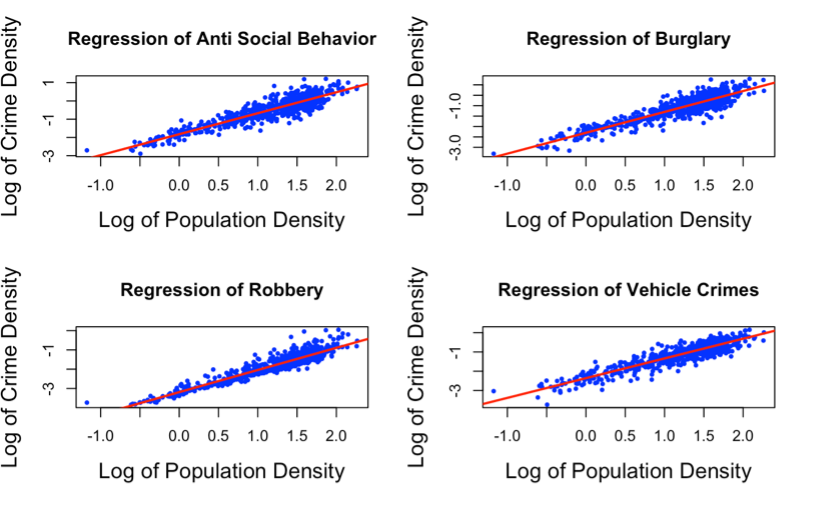 Regression of Anti Social Behavior
Log of Crime Density
1
-1
-3
-1.0 0.0 0.5 1.0 1.5 2.0
Log of Population Density
Regression of Burglary
Log of Crime Density
-1.0
-3.0
-1.0 0.0 0.5 1.0 1.5 2.0
Log of Population Density
Regression of Robbery
Log of Crime Density
-1
-3
-1.0 0.0 0.5 1.0 1.5 2.0
Log of Population Density
Regression of Vehicle Crimes
Log of Crime Density
-1
-3
-1.0 0.0 0.5 1.0 1.5 2.0
Log of Population Density